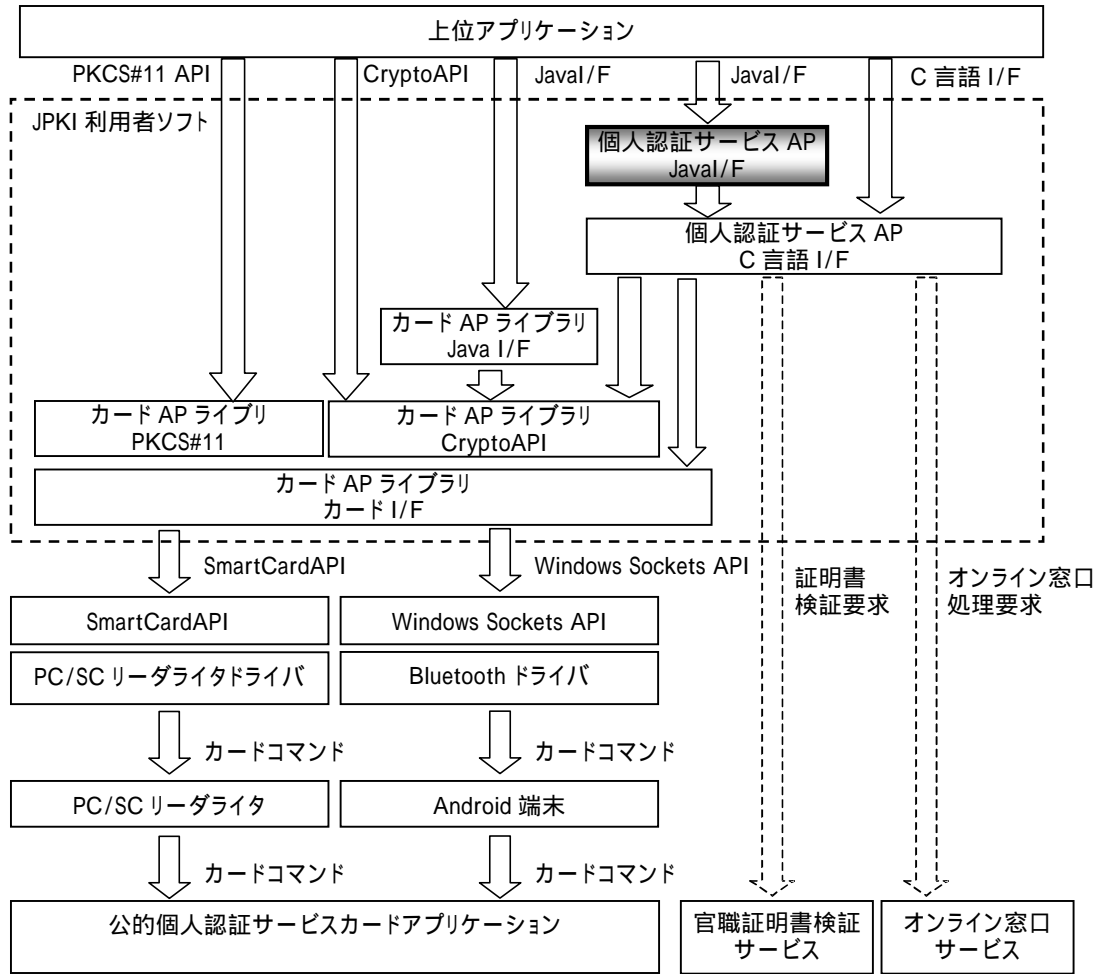 上位アプリケーション
PKCS#11 API
CryptoAPI
JavaI/F
JavaI/F
C 言語 I/F
JPKI 利用者ソフト
個人認証サービス AP
JavaI/F
個人認証サービス AP
C 言語 I/F
カード AP ライブラリ
Java I/F
カード AP ライブリ
PKCS#11
カード AP ライブラリ
CryptoAPI
カード AP ライブラリ
カード I/F
SmartCardAPI
Windows Sockets API
証明書
検証要求
オンライン窓口
処理要求
SmartCardAPI
Windows Sockets API
PC/SC リーダライタドライバ
Bluetooth ドライバ
カードコマンド
カードコマンド
PC/SC リーダライタ
Android 端末
カードコマンド
カードコマンド
公的個人認証サービスカードアプリケーション
官職証明書検証
サービス
オンライン窓口
サービス